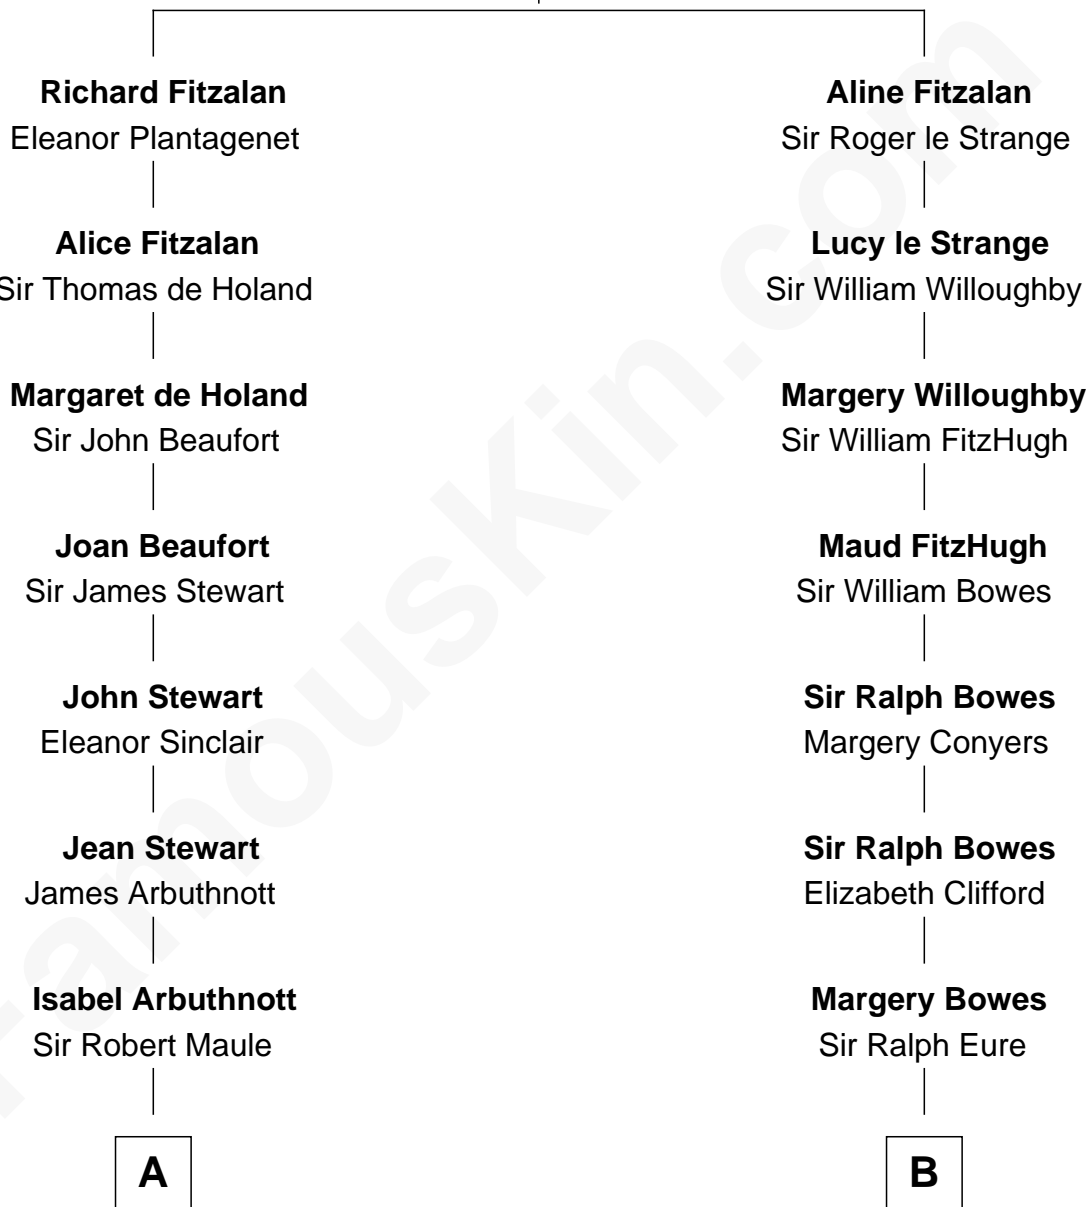 Richard Fitzalan
Eleanor Plantagenet
Alice Fitzalan
Sir Thomas de Holand
Margaret de Holand
Sir John Beaufort
Joan Beaufort
Sir James Stewart
John Stewart
Eleanor Sinclair
Jean Stewart
James Arbuthnott
Isabel Arbuthnott
Sir Robert Maule
A
Aline Fitzalan
Sir Roger le Strange
Lucy le Strange
Sir William Willoughby
Margery Willoughby
Sir William FitzHugh
Maud FitzHugh
Sir William Bowes
Sir Ralph Bowes
Margery Conyers
Sir Ralph Bowes
Elizabeth Clifford
Margery Bowes
Sir Ralph Eure
B
FamousKin.com